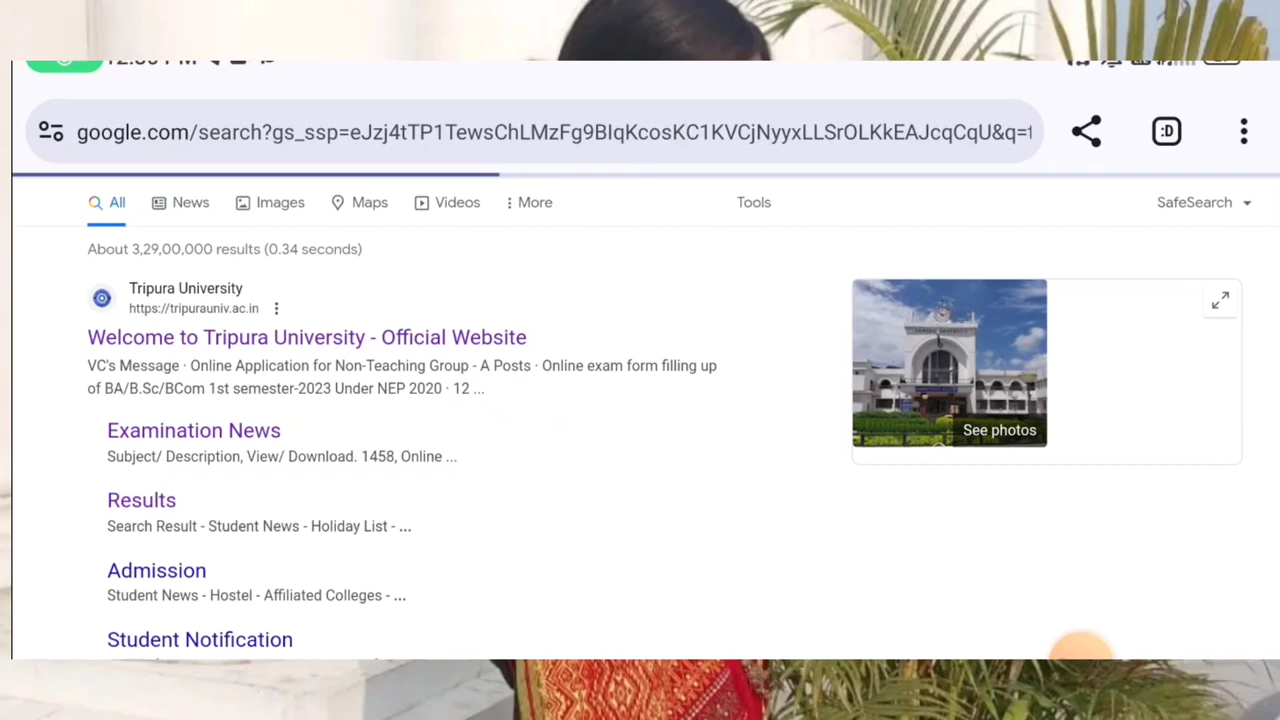 google.com/search?gs_ssp=eJzj4tTP1TewsChLMzFg9BIqKcosKC1KVCjNyyxLLSrOLKkEAJcqCqU&q=
:D
All News Images Maps Videos More Tools SafeSearch
About 3,29,00,000 results (0.34 seconds)
Tripura University
https://tripurauniv.ac.in
Welcome to Tripura University - Official Website
VC's Message · Online Application for Non-Teaching Group - A Posts · Online exam form filling up
of BA/B.Sc/BCom 1st semester-2023 Under NEP 2020 · 12 ...
See photos
Examination News
Subject/ Description, View/ Download. 1458, Online ...
Results
Search Result - Student News - Holiday List - ...
Admission
Student News - Hostel - Affiliated Colleges - ...
Student Notification